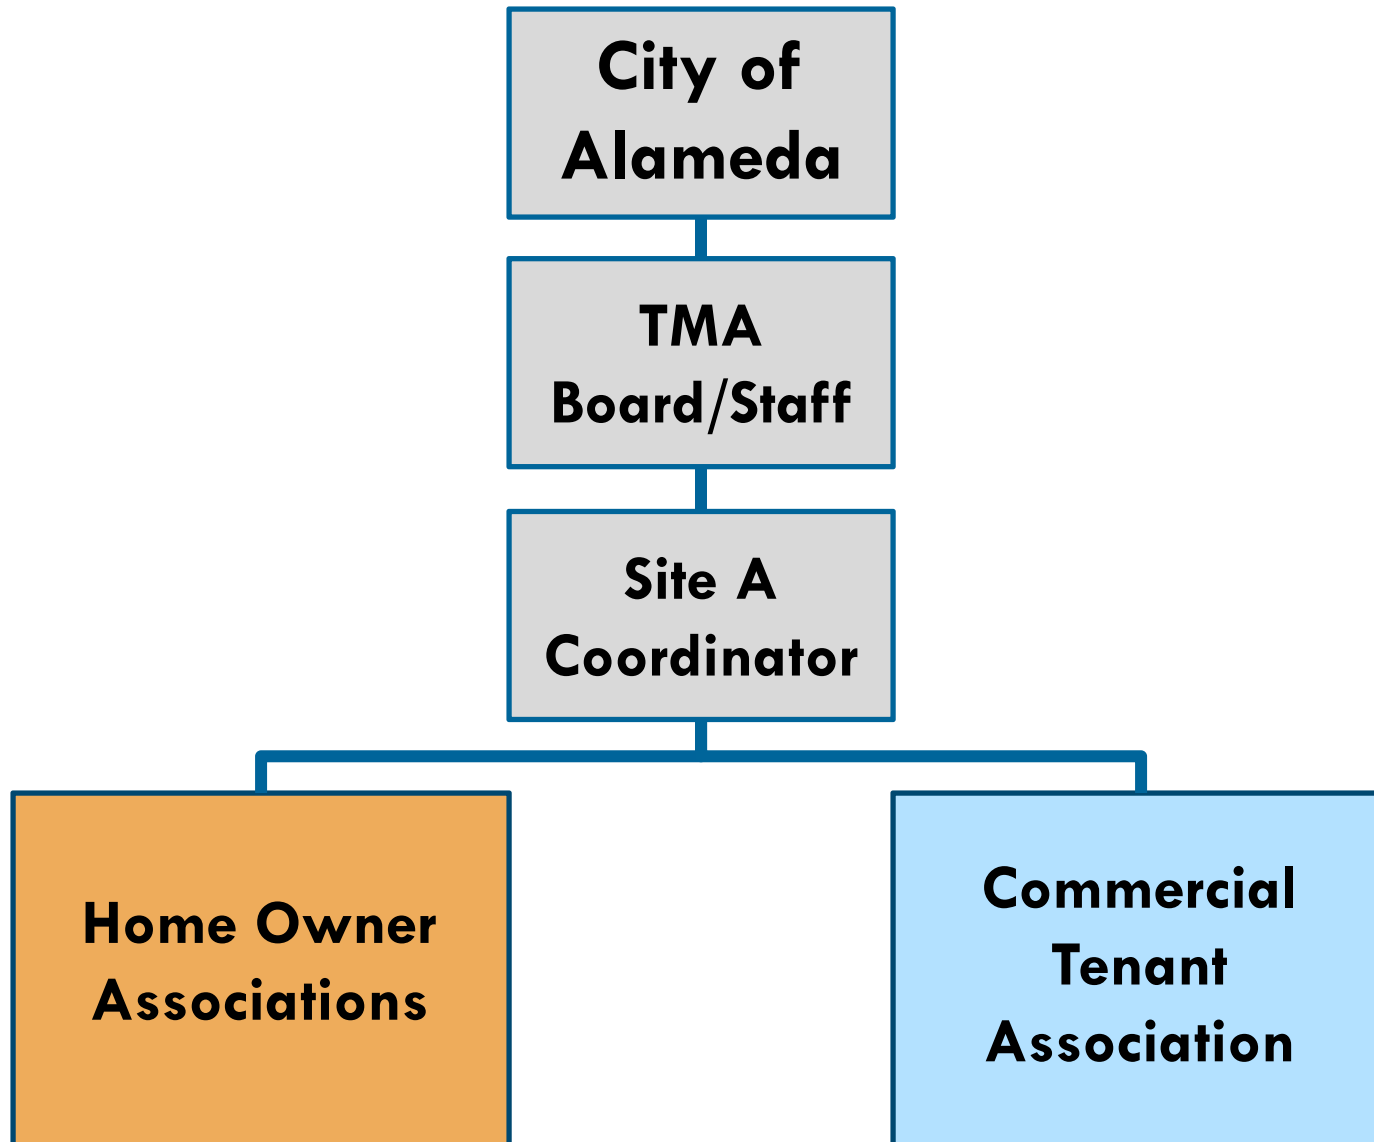 City of
Alameda
TMA
Board/Staff
Site A
Coordinator
Home Owner
Associations
Commercial
Tenant
Association